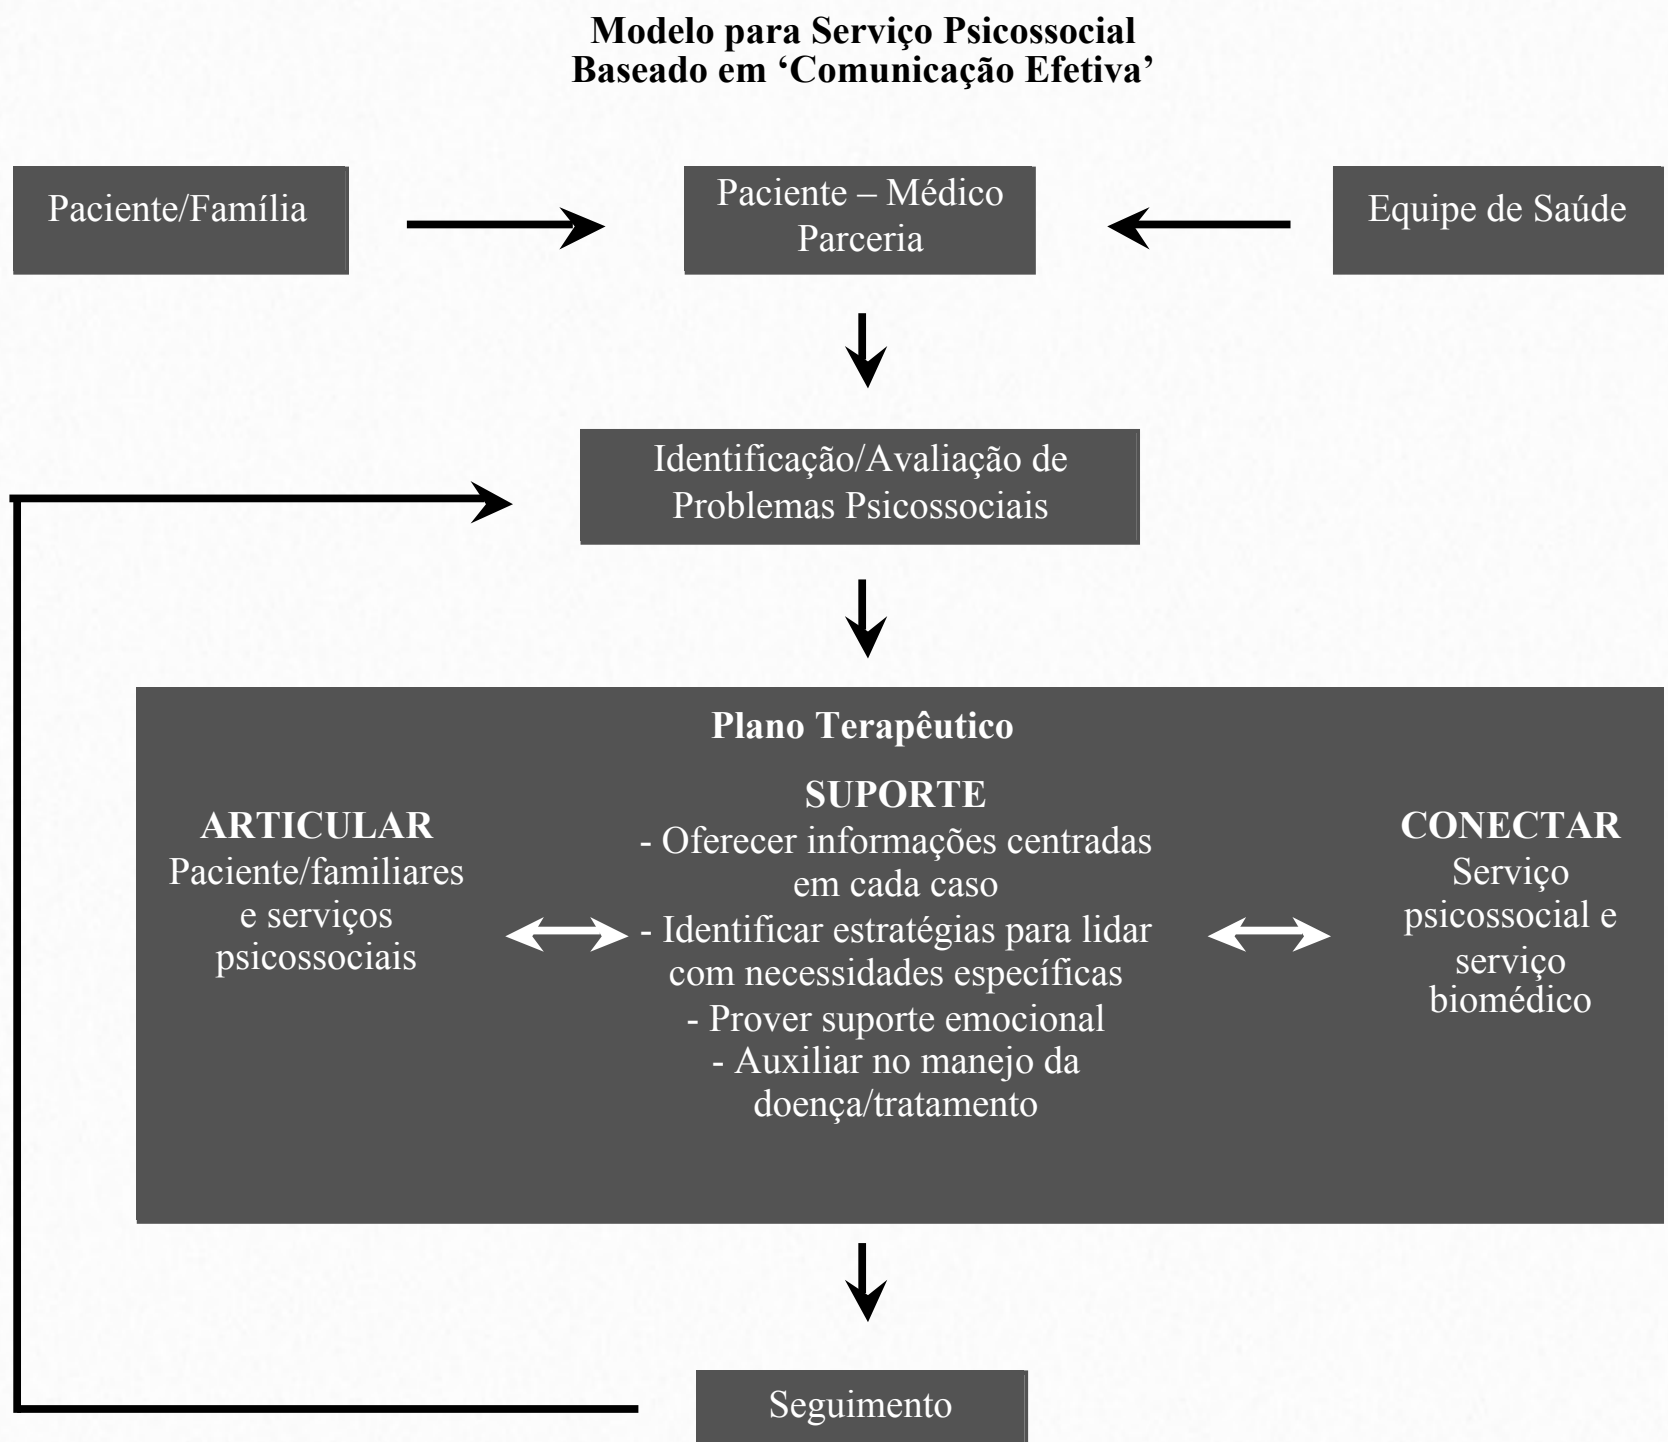 Modelo para Serviço Psicossocial
Baseado em ‘Comunicação Efetiva’
Paciente/Família
Paciente – Médico
Parceria
Equipe de Saúde
Identificação/Avaliação de
Problemas Psicossociais
Plano Terapêutico
ARTICULAR
Paciente/familiares
e serviços
psicossociais
SUPORTE
- Oferecer informações centradas
em cada caso
- Identificar estratégias para lidar
com necessidades específicas
- Prover suporte emocional
- Auxiliar no manejo da
doença/tratamento
CONECTAR
Serviço
psicossocial e
serviço
biomédico
Seguimento